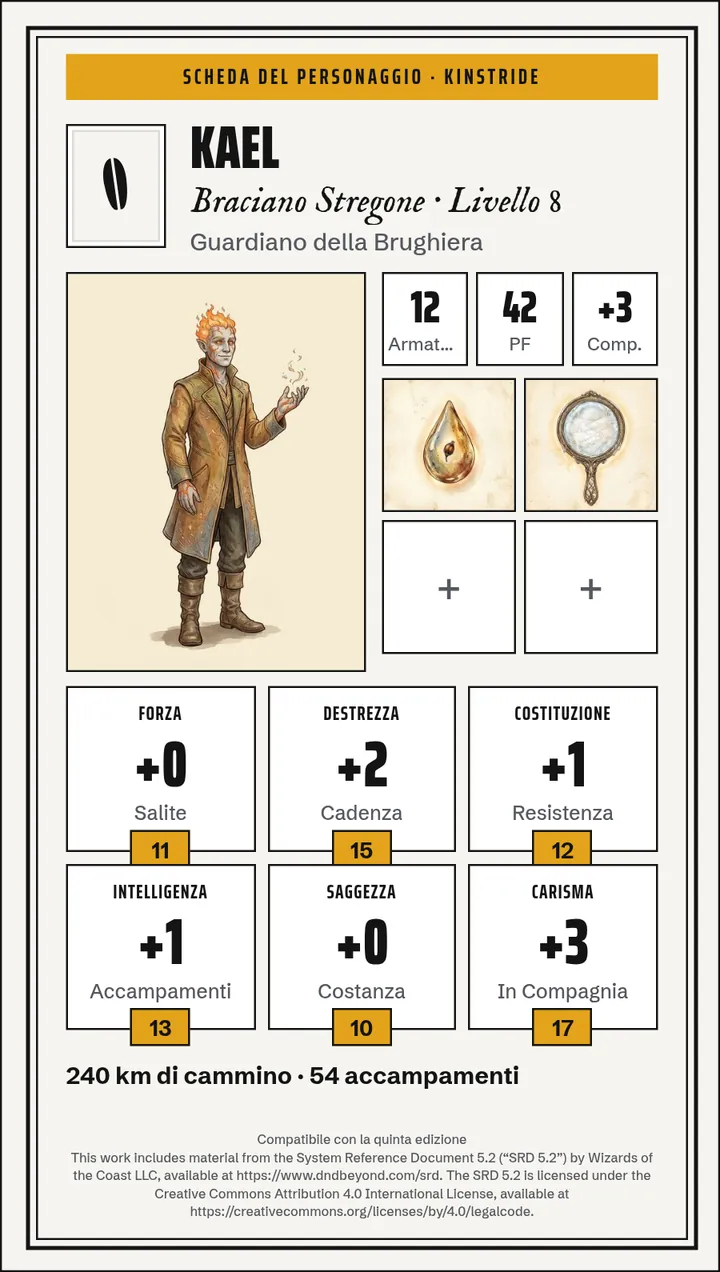 SCHEDA DEL PERSONAGGIO · KINSTRIDE
KAEL
Braciano Stregone · Livello 8
Guardiano della Brughiera
12
Armat...
42
PF
+3
Comp.
+
+
FORZA
+0
Salite
11
DESTREZZA
+2
Cadenza
15
COSTITUZIONE
+1
Resistenza
12
INTELLIGENZA
+1
Accampamenti
13
SAGGEZZA
+0
Costanza
10
CARISMA
+3
In Compagnia
17
240 km di cammino · 54 accampamenti
Compatibile con la quinta edizione
This work includes material from the System Reference Document 5.2 (“SRD 5.2”) by Wizards of
the Coast LLC, available at https://www.dndbeyond.com/srd. The SRD 5.2 is licensed under the
Creative Commons Attribution 4.0 International License, available at
https://creativecommons.org/licenses/by/4.0/legalcode.